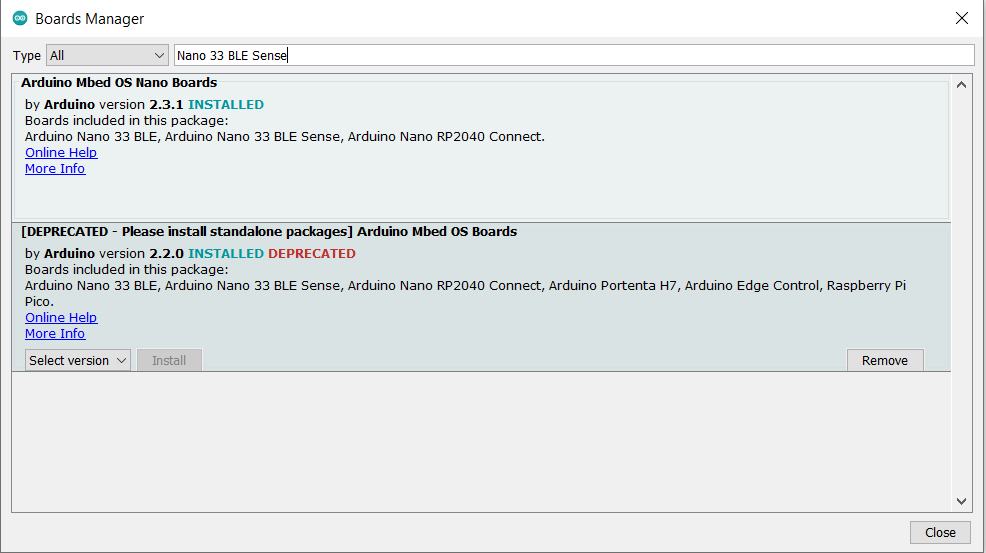 Boards Manager
Type All Nano 33 BLE Sense
Arduino Mbed OS Nano Boards
by Arduino version 2.3.1 INSTALLED
Boards included in this package:
Arduino Nano 33 BLE, Arduino Nano 33 BLE Sense, Arduino Nano RP2040 Connect.
Online Help
More Info
[DEPRECATED - Please install standalone packages] Arduino Mbed OS Boards
by Arduino version 2.2.0 INSTALLED DEPRECATED
Boards included in this package:
Arduino Nano 33 BLE, Arduino Nano 33 BLE Sense, Arduino Nano RP2040 Connect, Arduino Portenta H7, Arduino Edge Control, Raspberry Pi
Pico.
Online Help
More Info
Select version Install Remove
Close